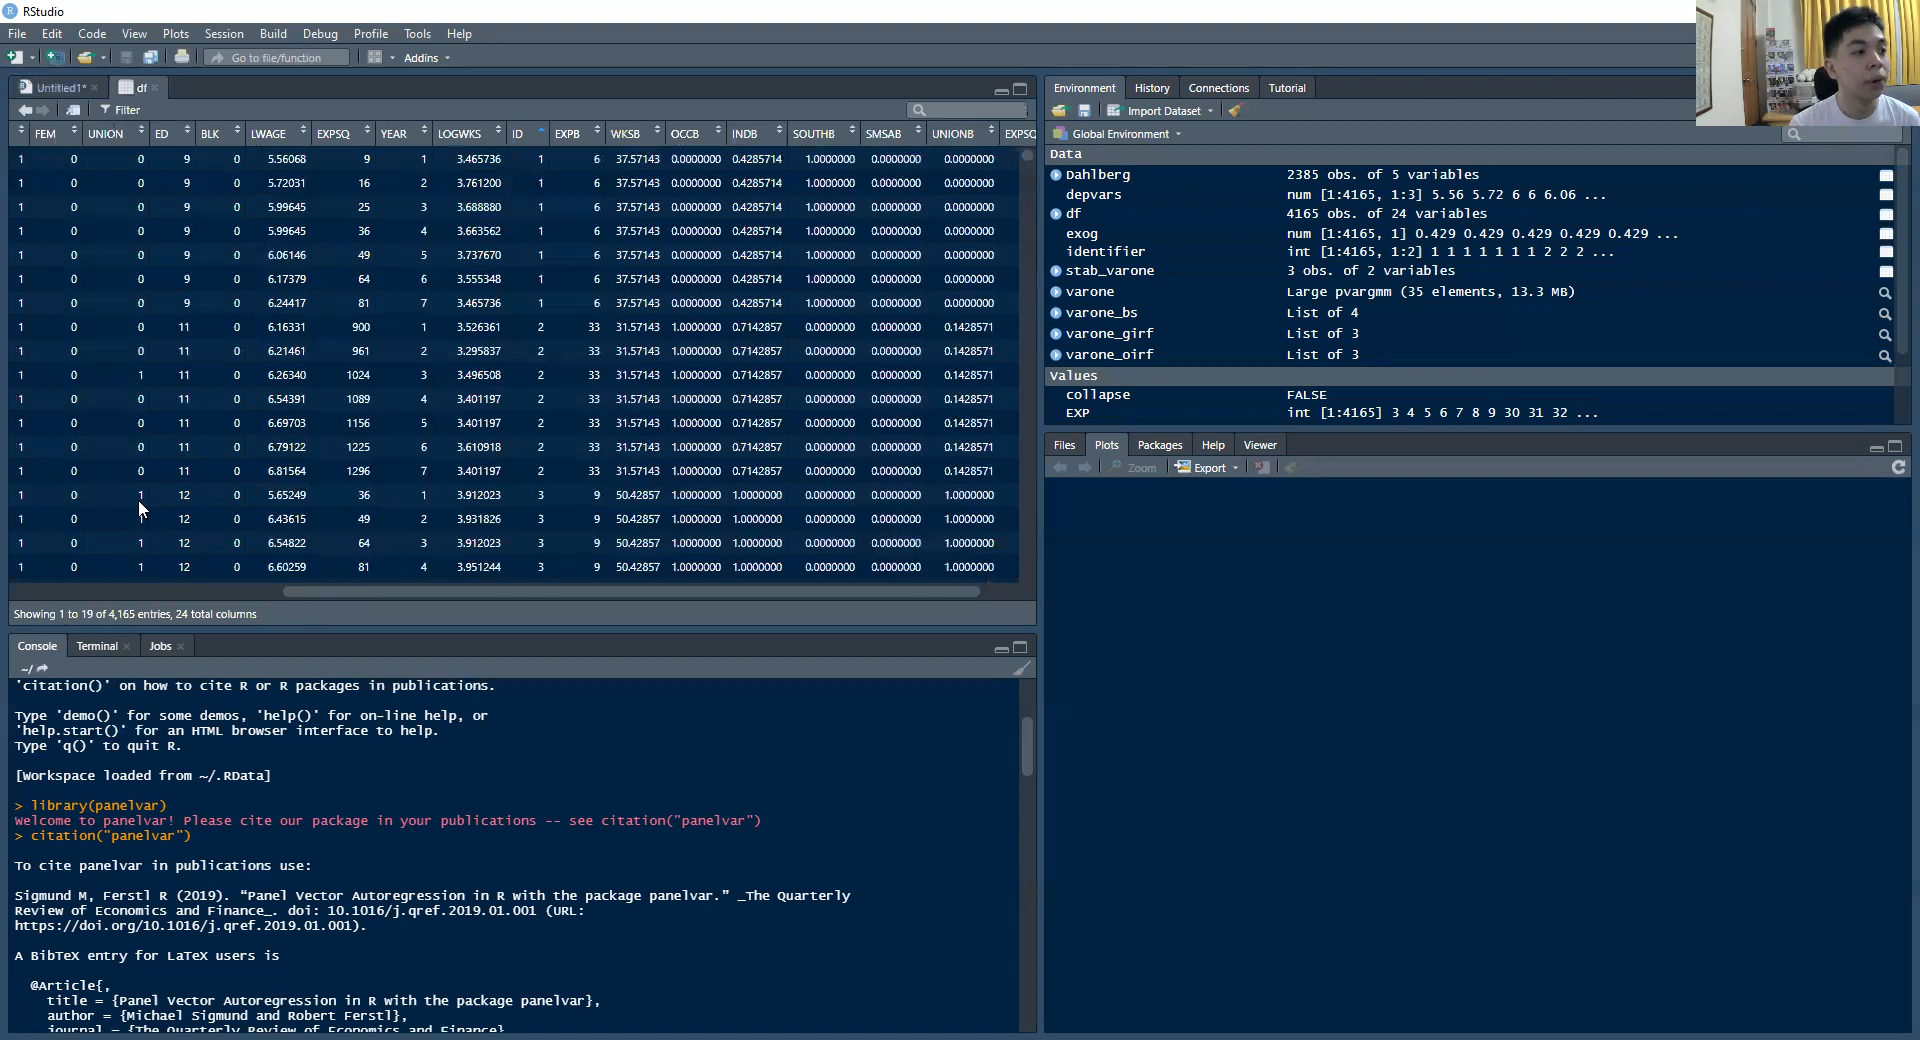 RStudio
File Edit Code View Plots Session Build Debug Profile Tools Help
Go to file/function Addins
Untitled1* df
Filter
FEM UNION ED BLK LWAGE EXPSQ YEAR LOGWKS ID EXPB WKSB OCCB INDB SOUTHB SMSAB UNIONB EXPSQ
1 0 0 9 0 5.56068 9 1 3.465736 1 6 37.57143 0.0000000 0.4285714 1.0000000 0.0000000 0.0000000
1 0 0 9 0 5.72031 16 2 3.761200 1 6 37.57143 0.0000000 0.4285714 1.0000000 0.0000000 0.0000000
1 0 0 9 0 5.99645 25 3 3.688880 1 6 37.57143 0.0000000 0.4285714 1.0000000 0.0000000 0.0000000
1 0 0 9 0 5.99645 36 4 3.663562 1 6 37.57143 0.0000000 0.4285714 1.0000000 0.0000000 0.0000000
1 0 0 9 0 6.06146 49 5 3.737670 1 6 37.57143 0.0000000 0.4285714 1.0000000 0.0000000 0.0000000
1 0 0 9 0 6.17379 64 6 3.555348 1 6 37.57143 0.0000000 0.4285714 1.0000000 0.0000000 0.0000000
1 0 0 9 0 6.24417 81 7 3.465736 1 6 37.57143 0.0000000 0.4285714 1.0000000 0.0000000 0.0000000
1 0 0 11 0 6.16331 900 1 3.526361 2 33 31.57143 1.0000000 0.7142857 0.0000000 0.0000000 0.1428571
1 0 0 11 0 6.21461 961 2 3.295837 2 33 31.57143 1.0000000 0.7142857 0.0000000 0.0000000 0.1428571
1 0 1 11 0 6.26340 1024 3 3.496508 2 33 31.57143 1.0000000 0.7142857 0.0000000 0.0000000 0.1428571
1 0 0 11 0 6.54391 1089 4 3.401197 2 33 31.57143 1.0000000 0.7142857 0.0000000 0.0000000 0.1428571
1 0 0 11 0 6.69703 1156 5 3.401197 2 33 31.57143 1.0000000 0.7142857 0.0000000 0.0000000 0.1428571
1 0 0 11 0 6.79122 1225 6 3.610918 2 33 31.57143 1.0000000 0.7142857 0.0000000 0.0000000 0.1428571
1 0 0 11 0 6.81564 1296 7 3.401197 2 33 31.57143 1.0000000 0.7142857 0.0000000 0.0000000 0.1428571
1 0 1 12 0 5.65249 36 1 3.912023 3 9 50.42857 1.0000000 1.0000000 0.0000000 0.0000000 1.0000000
1 0 1 12 0 6.43615 49 2 3.931826 3 9 50.42857 1.0000000 1.0000000 0.0000000 0.0000000 1.0000000
1 0 1 12 0 6.54822 64 3 3.912023 3 9 50.42857 1.0000000 1.0000000 0.0000000 0.0000000 1.0000000
1 0 1 12 0 6.60259 81 4 3.951244 3 9 50.42857 1.0000000 1.0000000 0.0000000 0.0000000 1.0000000
Showing 1 to 19 of 4,165 entries, 24 total columns
Console Terminal Jobs
~/
'citation()' on how to cite R or R packages in publications.
Type 'demo()' for some demos, 'help()' for on-line help, or
'help.start()' for an HTML browser interface to help.
Type 'q()' to quit R.
[Workspace loaded from ~/.RData]
> library(panelvar)
Welcome to panelvar! Please cite our package in your publications -- see citation("panelvar")
> citation("panelvar")
To cite panelvar in publications use:
Sigmund M, Ferstl R (2019). “Panel Vector Autoregression in R with the package panelvar.” _The Quarterly
Review of Economics and Finance_. doi: 10.1016/j.qref.2019.01.001 (URL:
https://doi.org/10.1016/j.qref.2019.01.001).
A BibTeX entry for LaTeX users is
@Article{,
title = {Panel Vector Autoregression in R with the package panelvar},
author = {Michael Sigmund and Robert Ferstl},
journal = {The Quarterly Review of Economics and Finance},
Environment History Connections Tutorial
Import Dataset
Global Environment
Data
Dahlberg 2385 obs. of 5 variables
depvars num [1:4165, 1:3] 5.56 5.72 6 6 6.06 ...
df 4165 obs. of 24 variables
exog num [1:4165, 1] 0.429 0.429 0.429 0.429 0.429 ...
identifier int [1:4165, 1:2] 1 1 1 1 1 1 1 2 2 2 ...
stab_varone 3 obs. of 2 variables
varone Large pvargmm (35 elements, 13.3 MB)
varone_bs List of 4
varone_girf List of 3
varone_oirf List of 3
Values
collapse FALSE
EXP int [1:4165] 3 4 5 6 7 8 9 30 31 32 ...
Files Plots Packages Help Viewer
Zoom Export